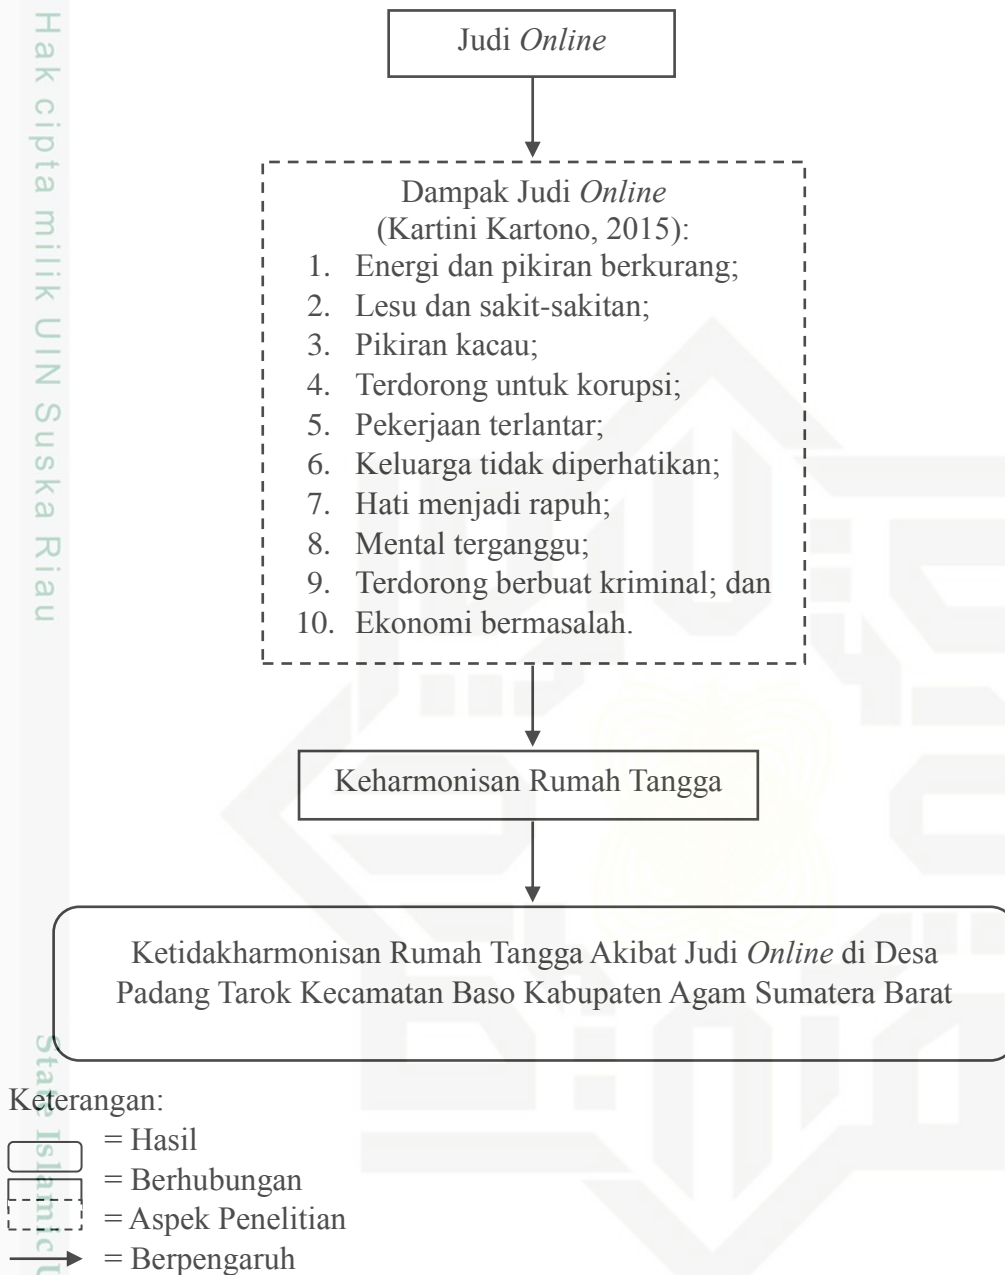 Hak cipta milik UIN Suska Riau
State Islamic U
Judi Online
Dampak Judi Online
(Kartini Kartono, 2015):
1. Energi dan pikiran berkurang;
2. Lesu dan sakit-sakitan;
3. Pikiran kacau;
4. Terdorong untuk korupsi;
5. Pekerjaan terlantar;
6. Keluarga tidak diperhatikan;
7. Hati menjadi rapuh;
8. Mental terganggu;
9. Terdorong berbuat kriminal; dan
10. Ekonomi bermasalah.
Keharmonisan Rumah Tangga
Ketidakharmonisan Rumah Tangga Akibat Judi Online di Desa
Padang Tarok Kecamatan Baso Kabupaten Agam Sumatera Barat
Keterangan:
= Hasil
= Berhubungan
= Aspek Penelitian
= Berpengaruh